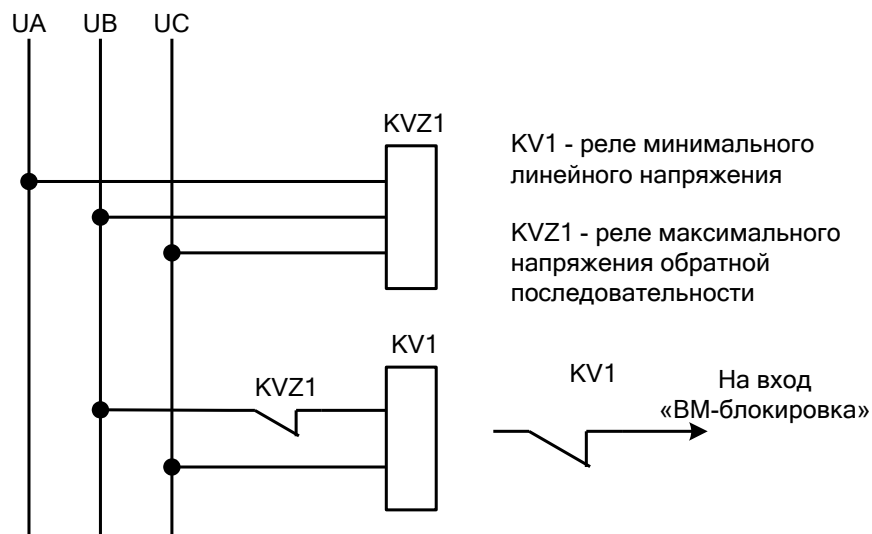 UA UB UC
KVZ1
KV1 - реле минимального
линейного напряжения
KVZ1 - реле максимального
напряжения обратной
последовательности
KV1
KVZ1
KV1
На вход
«ВМ-блокировка»